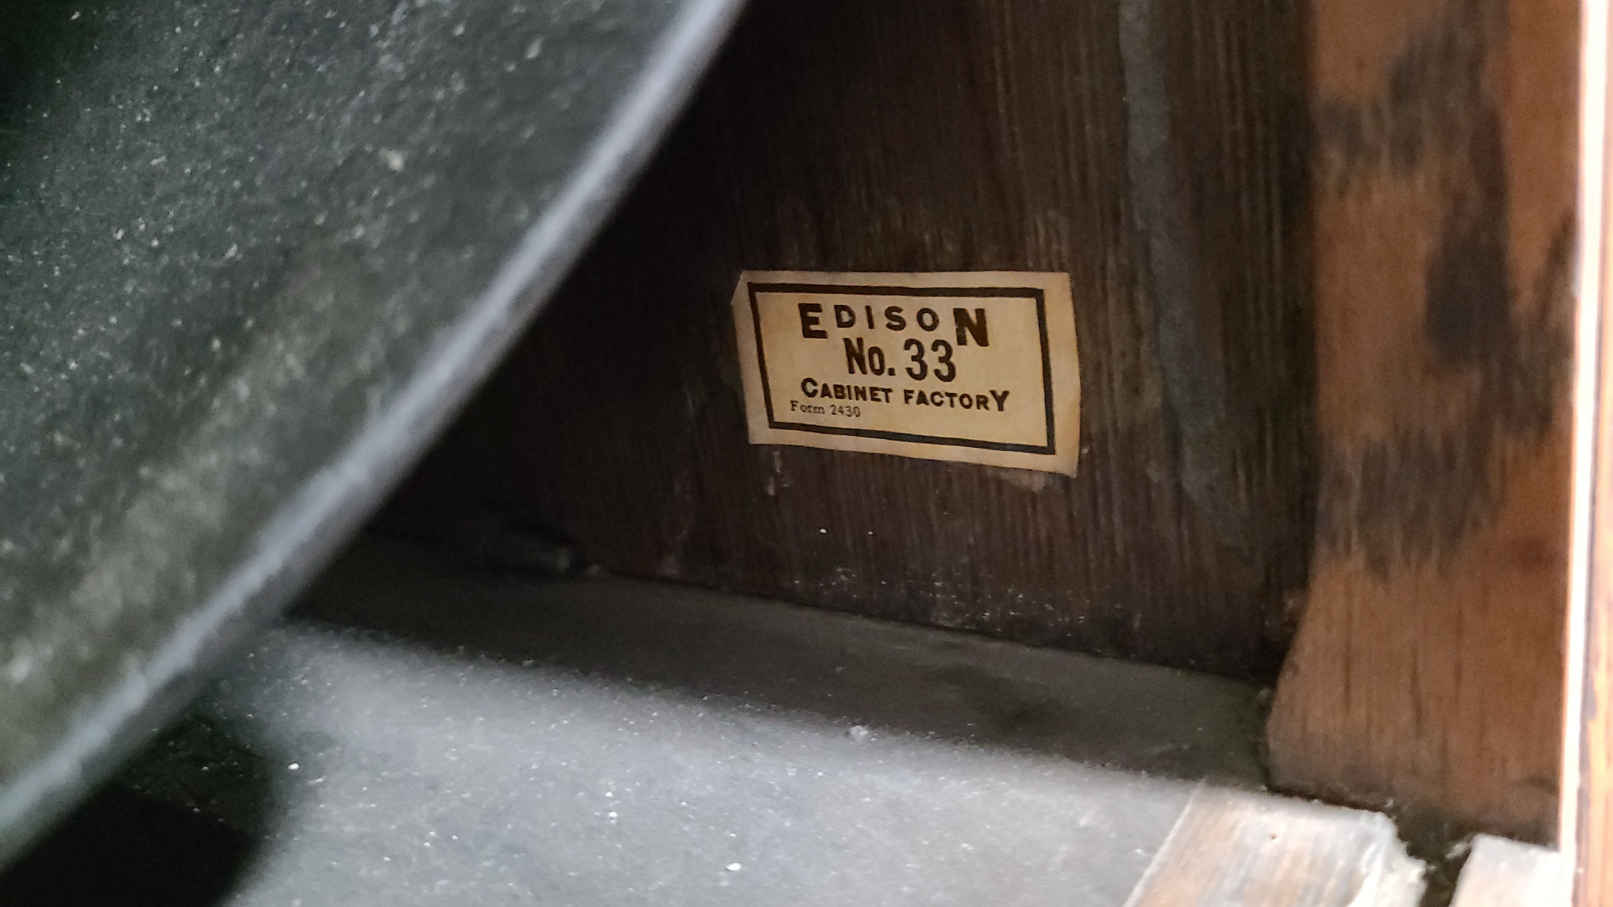 EDISON
No. 33
CABINET FACTORY
Form 2430